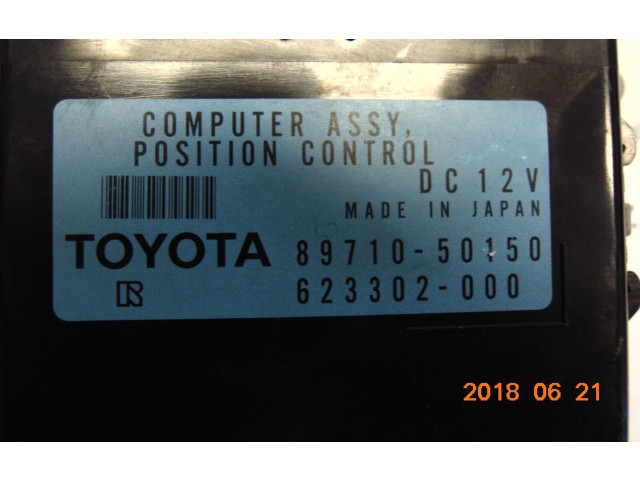 COMPUTER ASSY,
POSITION CONTROL
DC 12V
MADE IN JAPAN
TOYOTA 89710-50150
R 623302-000
2018 06 21